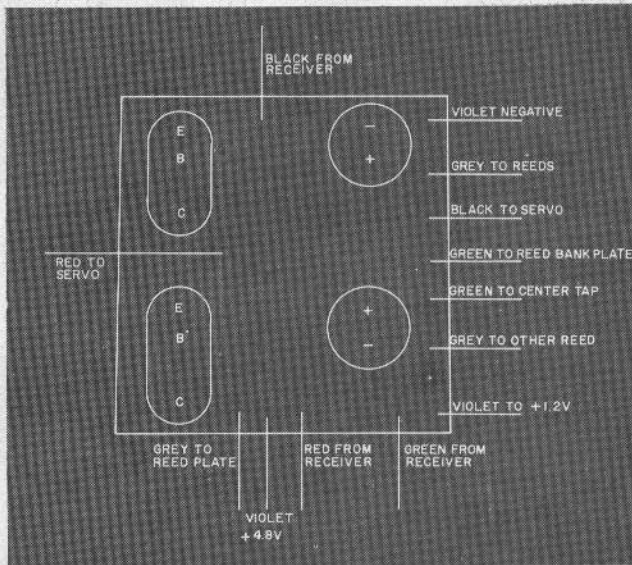 BLACK FROM
RECEIVER
E
B
C
−
+
VIOLET NEGATIVE
GREY TO REEDS
BLACK TO SERVO
RED TO
SERVO
GREEN TO REED BANK PLATE
GREEN TO CENTER TAP
E
B
C
+
−
GREY TO OTHER REED
VIOLET TO +1.2V
GREY TO
REED PLATE
RED FROM
RECEIVER
GREEN FROM
RECEIVER
VIOLET
+4.8V